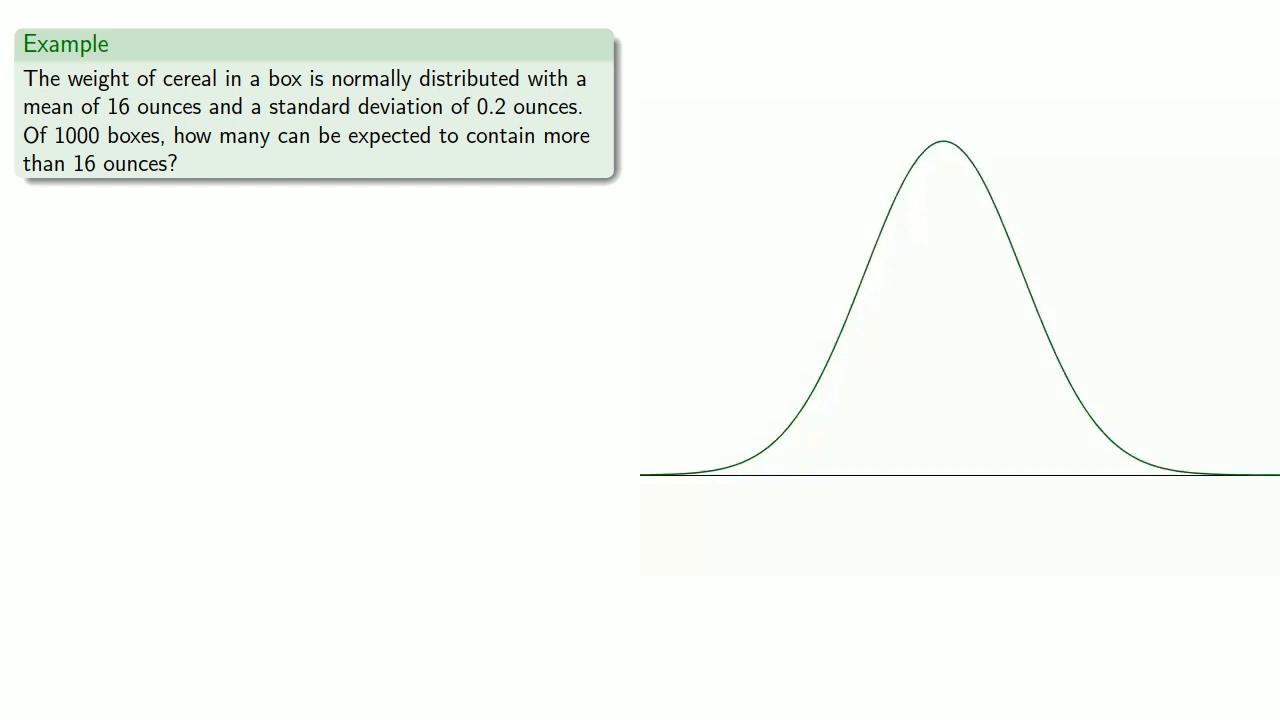 Example
The weight of cereal in a box is normally distributed with a
mean of 16 ounces and a standard deviation of 0.2 ounces.
Of 1000 boxes, how many can be expected to contain more
than 16 ounces?